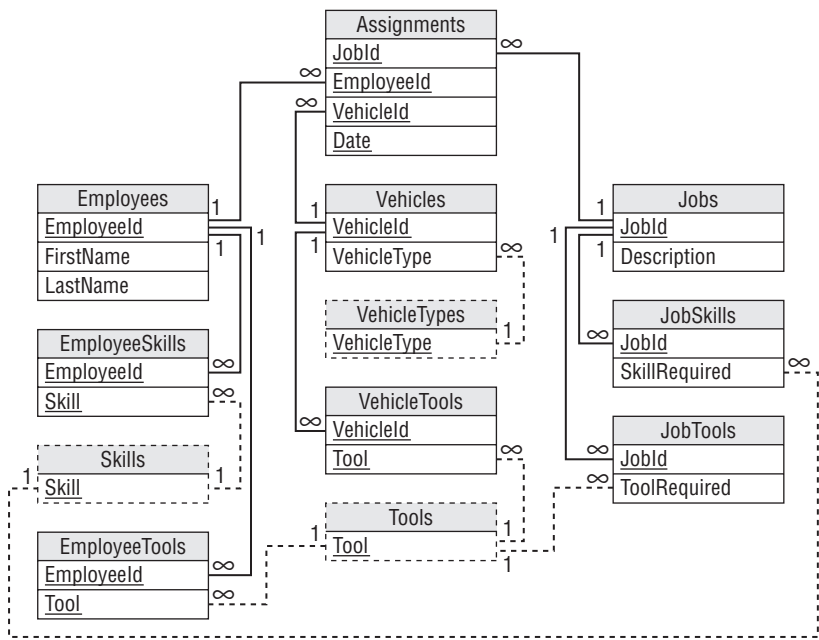 Assignments
JobId
∞
∞
EmployeeId
∞
VehicleId
Date
Employees
1
EmployeeId
1
FirstName
1
LastName
Vehicles
1
VehicleId
1
∞
VehicleType
Jobs
1
1
JobId
1
Description
VehicleTypes
VehicleType
1
JobSkills
∞
JobId
∞
SkillRequired
EmployeeSkills
EmployeeId
∞
Skill
∞
VehicleTools
∞
VehicleId
Tool
∞
JobTools
∞
JobId
∞
ToolRequired
Skills
1
Skill
1
Tools
1
Tool
1
1
EmployeeTools
EmployeeId
∞
Tool
∞